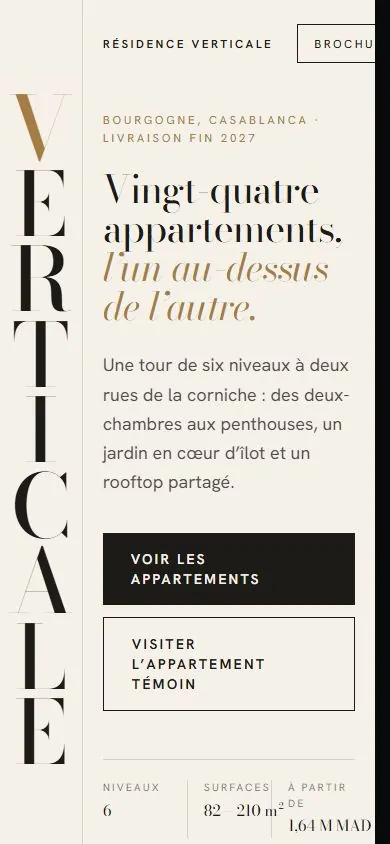 RÉSIDENCE VERTICALE
BROCHU
VERTICALE
BOURGOGNE, CASABLANCA ·
LIVRAISON FIN 2027
Vingt-quatre
appartements,
l’un au-dessus
de l’autre.
Une tour de six niveaux à deux
rues de la corniche : des deux-
chambres aux penthouses, un
jardin en cœur d’îlot et un
rooftop partagé.
VOIR LES
APPARTEMENTS
VISITER
L’APPARTEMENT
TÉMOIN
NIVEAUX
6
SURFACES
82 – 210 m²
À PARTIR
DE
1,64 M MAD